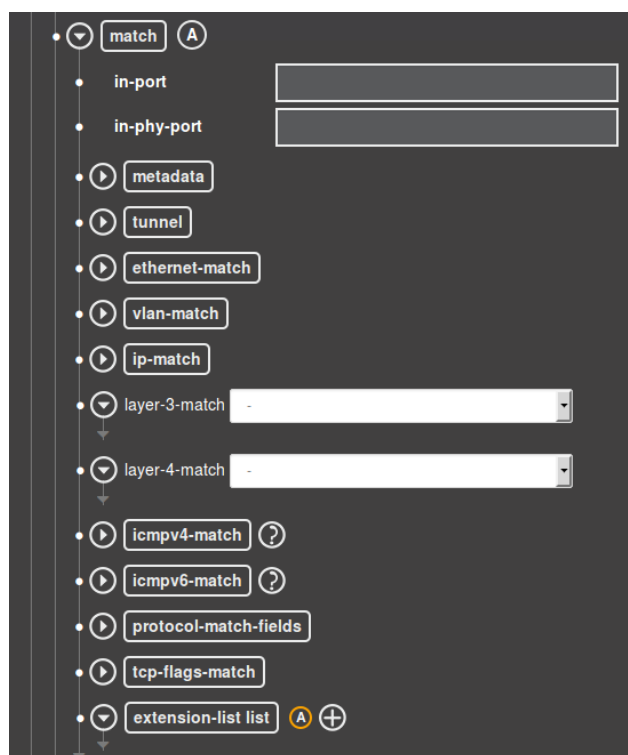 match A
in-port
in-phy-port
metadata
tunnel
ethernet-match
vlan-match
ip-match
layer-3-match -
layer-4-match -
icmpv4-match ?
icmpv6-match ?
protocol-match-fields
tcp-flags-match
extension-list list A +